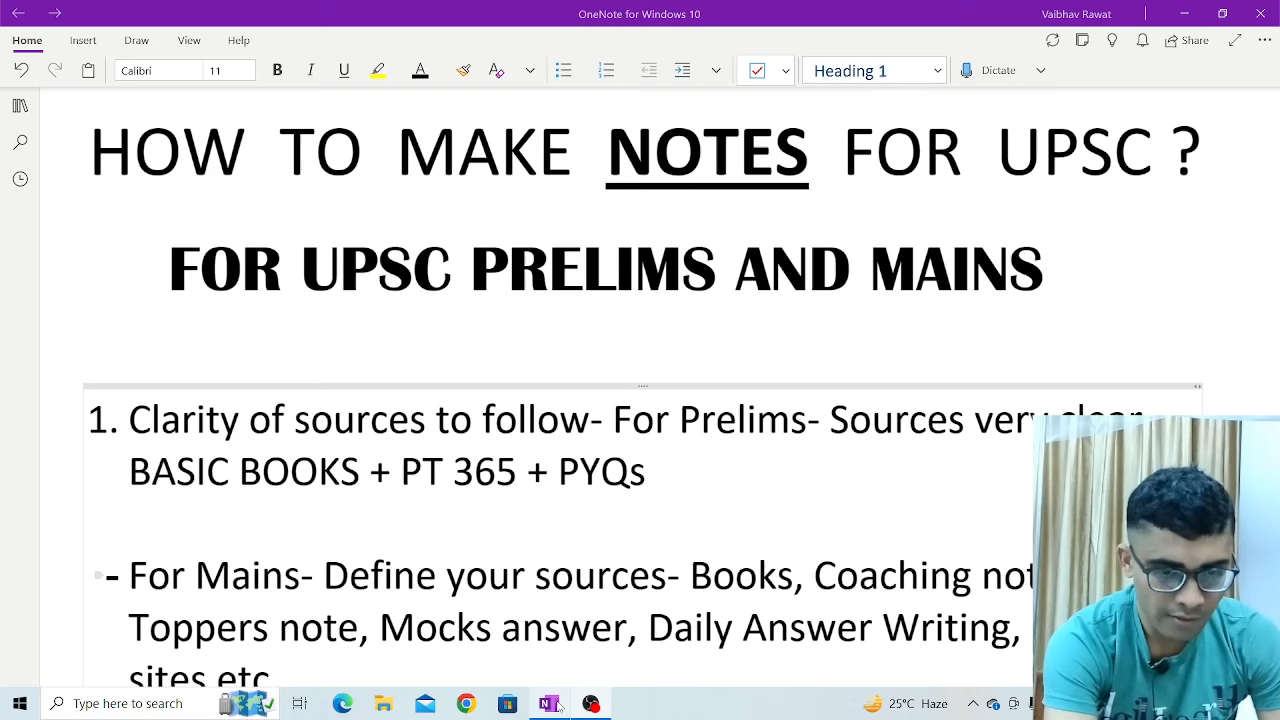 OneNote for Windows 10
Vaibhav Rawat
Home Insert Draw View Help
Share
Calibri 11 B I U A Heading 1 Dictate
HOW TO MAKE NOTES FOR UPSC ?
FOR UPSC PRELIMS AND MAINS
1. Clarity of sources to follow- For Prelims- Sources very clear
BASIC BOOKS + PT 365 + PYQs
- For Mains- Define your sources- Books, Coaching
Toppers note, Mocks answer, Daily Answer Writing,
sites etc
Type here to search
25°C Haze